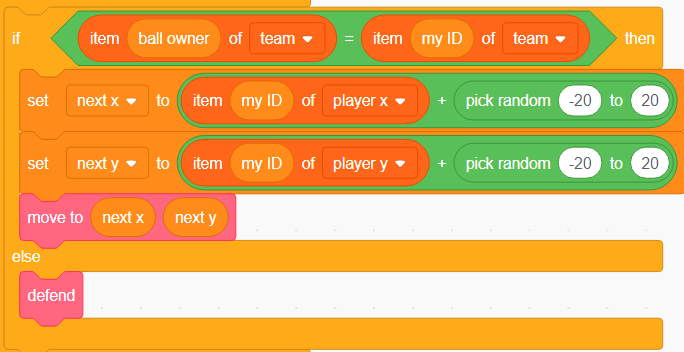 if item ball owner of team = item my ID of team then
set next x to item my ID of player x + pick random -20 to 20
set next y to item my ID of player y + pick random -20 to 20
move to next x next y
else
defend